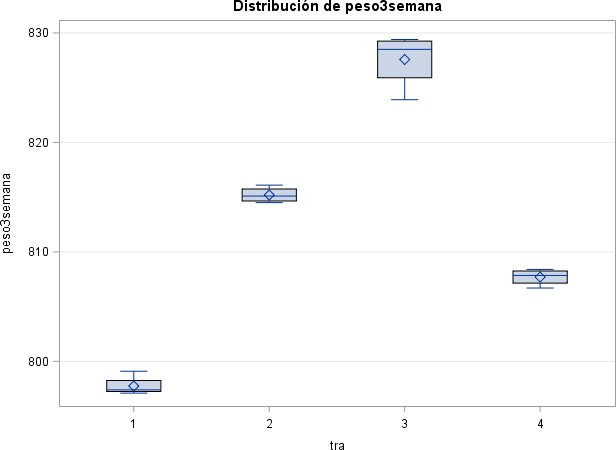 Distribución de peso3semana
830
820
810
800
peso3semana
1 2 3 4
tra